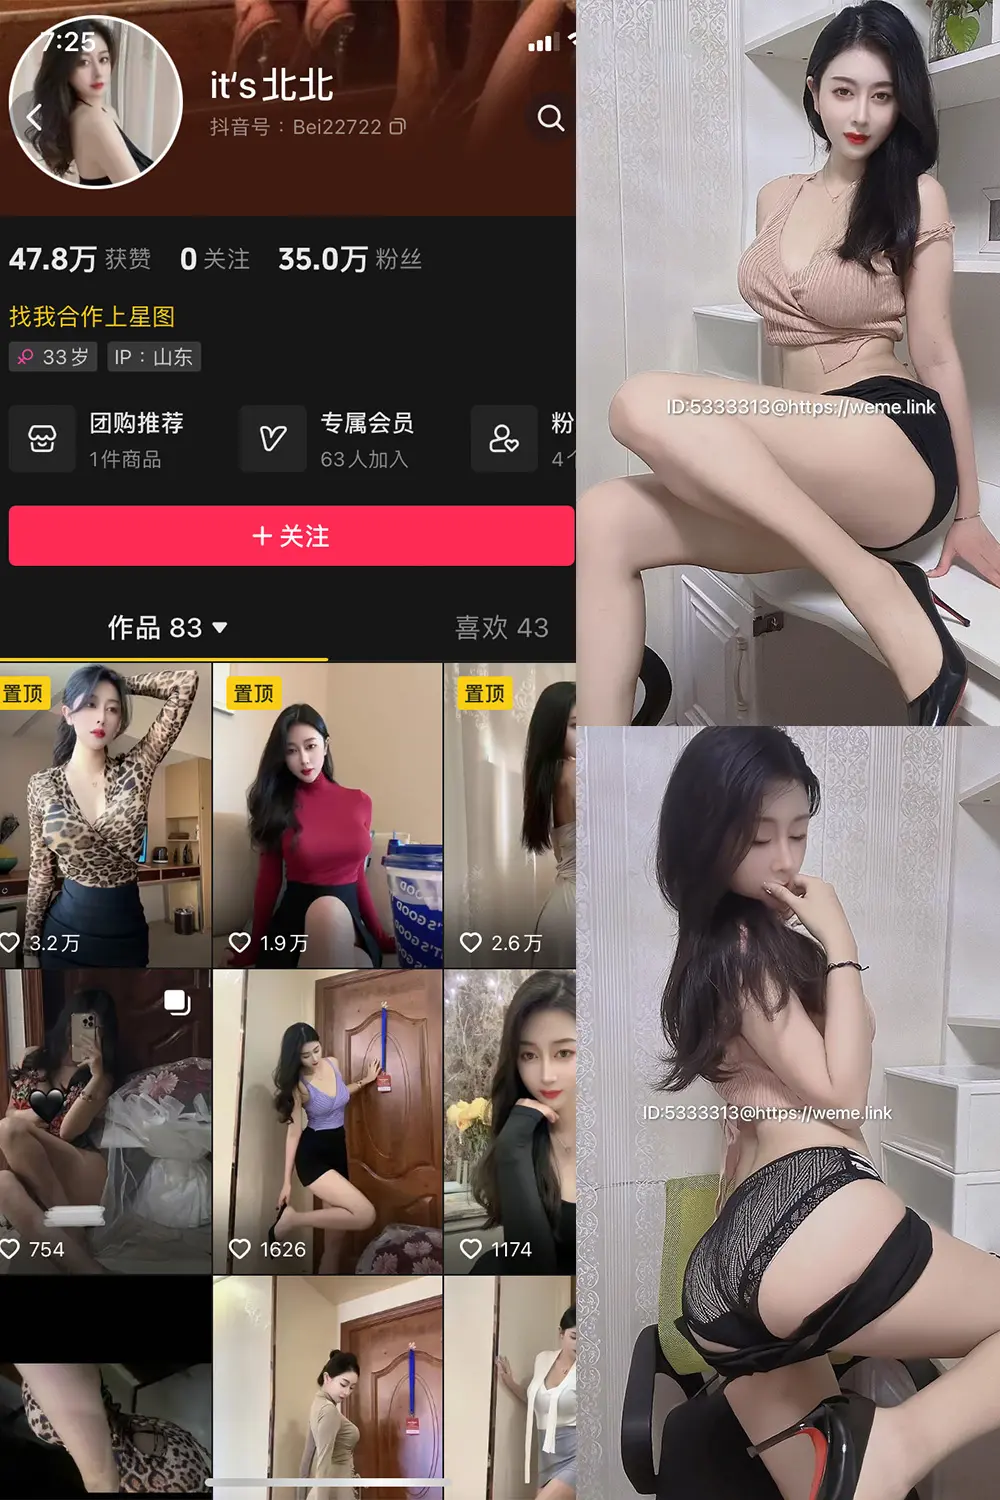 7:25
it's北北
抖音号：Bei22722
47.8万 获赞 0 关注 35.0万 粉丝
找我合作上星图
33岁 IP：山东
团购推荐
1件商品
专属会员
63人加入
粉
4个
+ 关注
作品 83
喜欢 43
置顶
置顶
置顶
3.2万
1.9万
2.6万
754
1626
1174
ID:5333313@https://weme.link
ID:5333313@https://weme.link